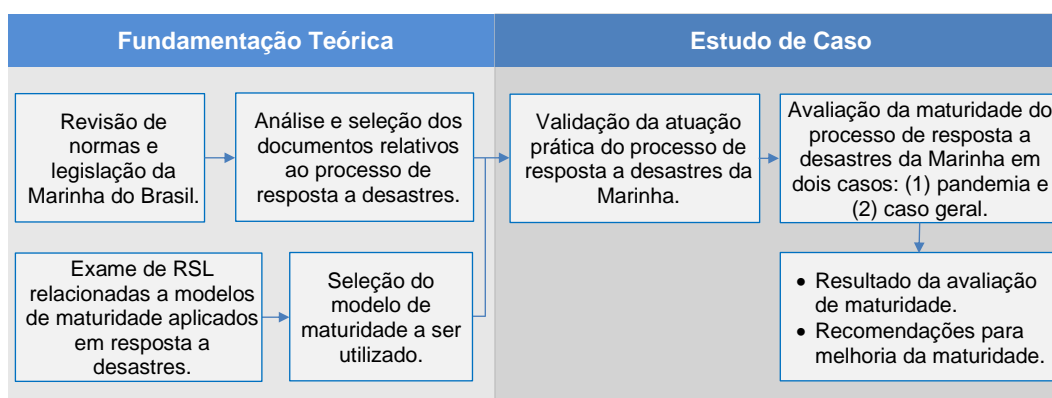 Fundamentação Teórica
Estudo de Caso
Revisão de
normas e
legislação da
Marinha do Brasil.
Análise e seleção dos
documentos relativos
ao processo de
resposta a desastres.
Exame de RSL
relacionadas a modelos
de maturidade aplicados
em resposta a
desastres.
Seleção do
modelo de
maturidade a ser
utilizado.
Validação da atuação
prática do processo de
resposta a desastres da
Marinha.
Avaliação da maturidade do
processo de resposta a
desastres da Marinha em
dois casos: (1) pandemia e
(2) caso geral.
• Resultado da avaliação
de maturidade.
• Recomendações para
melhoria da maturidade.